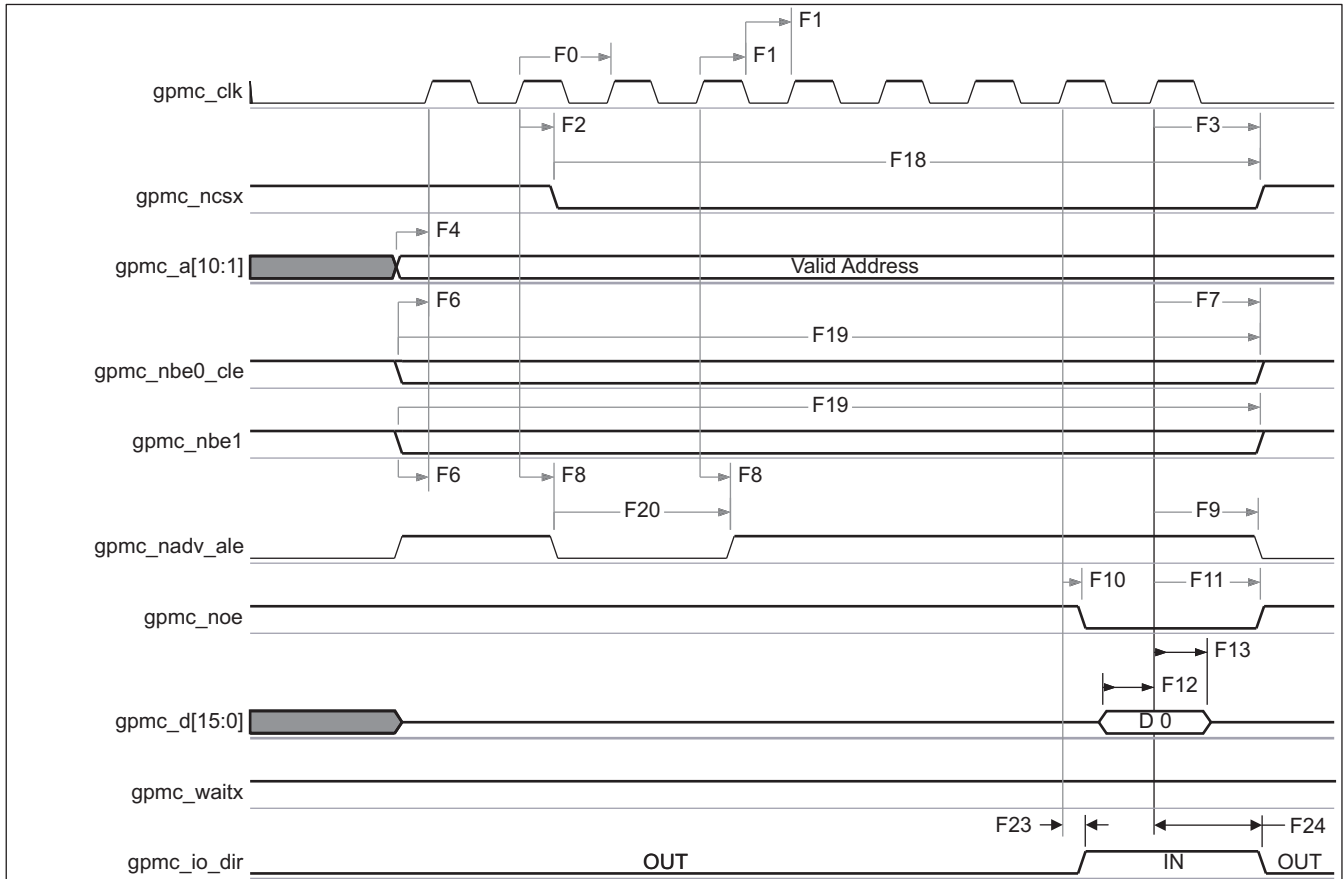 F1
F0
F1
gpmc_clk
F2
F3
F18
gpmc_ncsx
F4
gpmc_a[10:1]
Valid Address
F6
F7
F19
gpmc_nbe0_cle
F19
gpmc_nbe1
F6
F8
F8
F20
F9
gpmc_nadv_ale
F10
F11
gpmc_noe
F13
F12
gpmc_d[15:0]
D 0
gpmc_waitx
F23
F24
gpmc_io_dir
OUT
IN
OUT